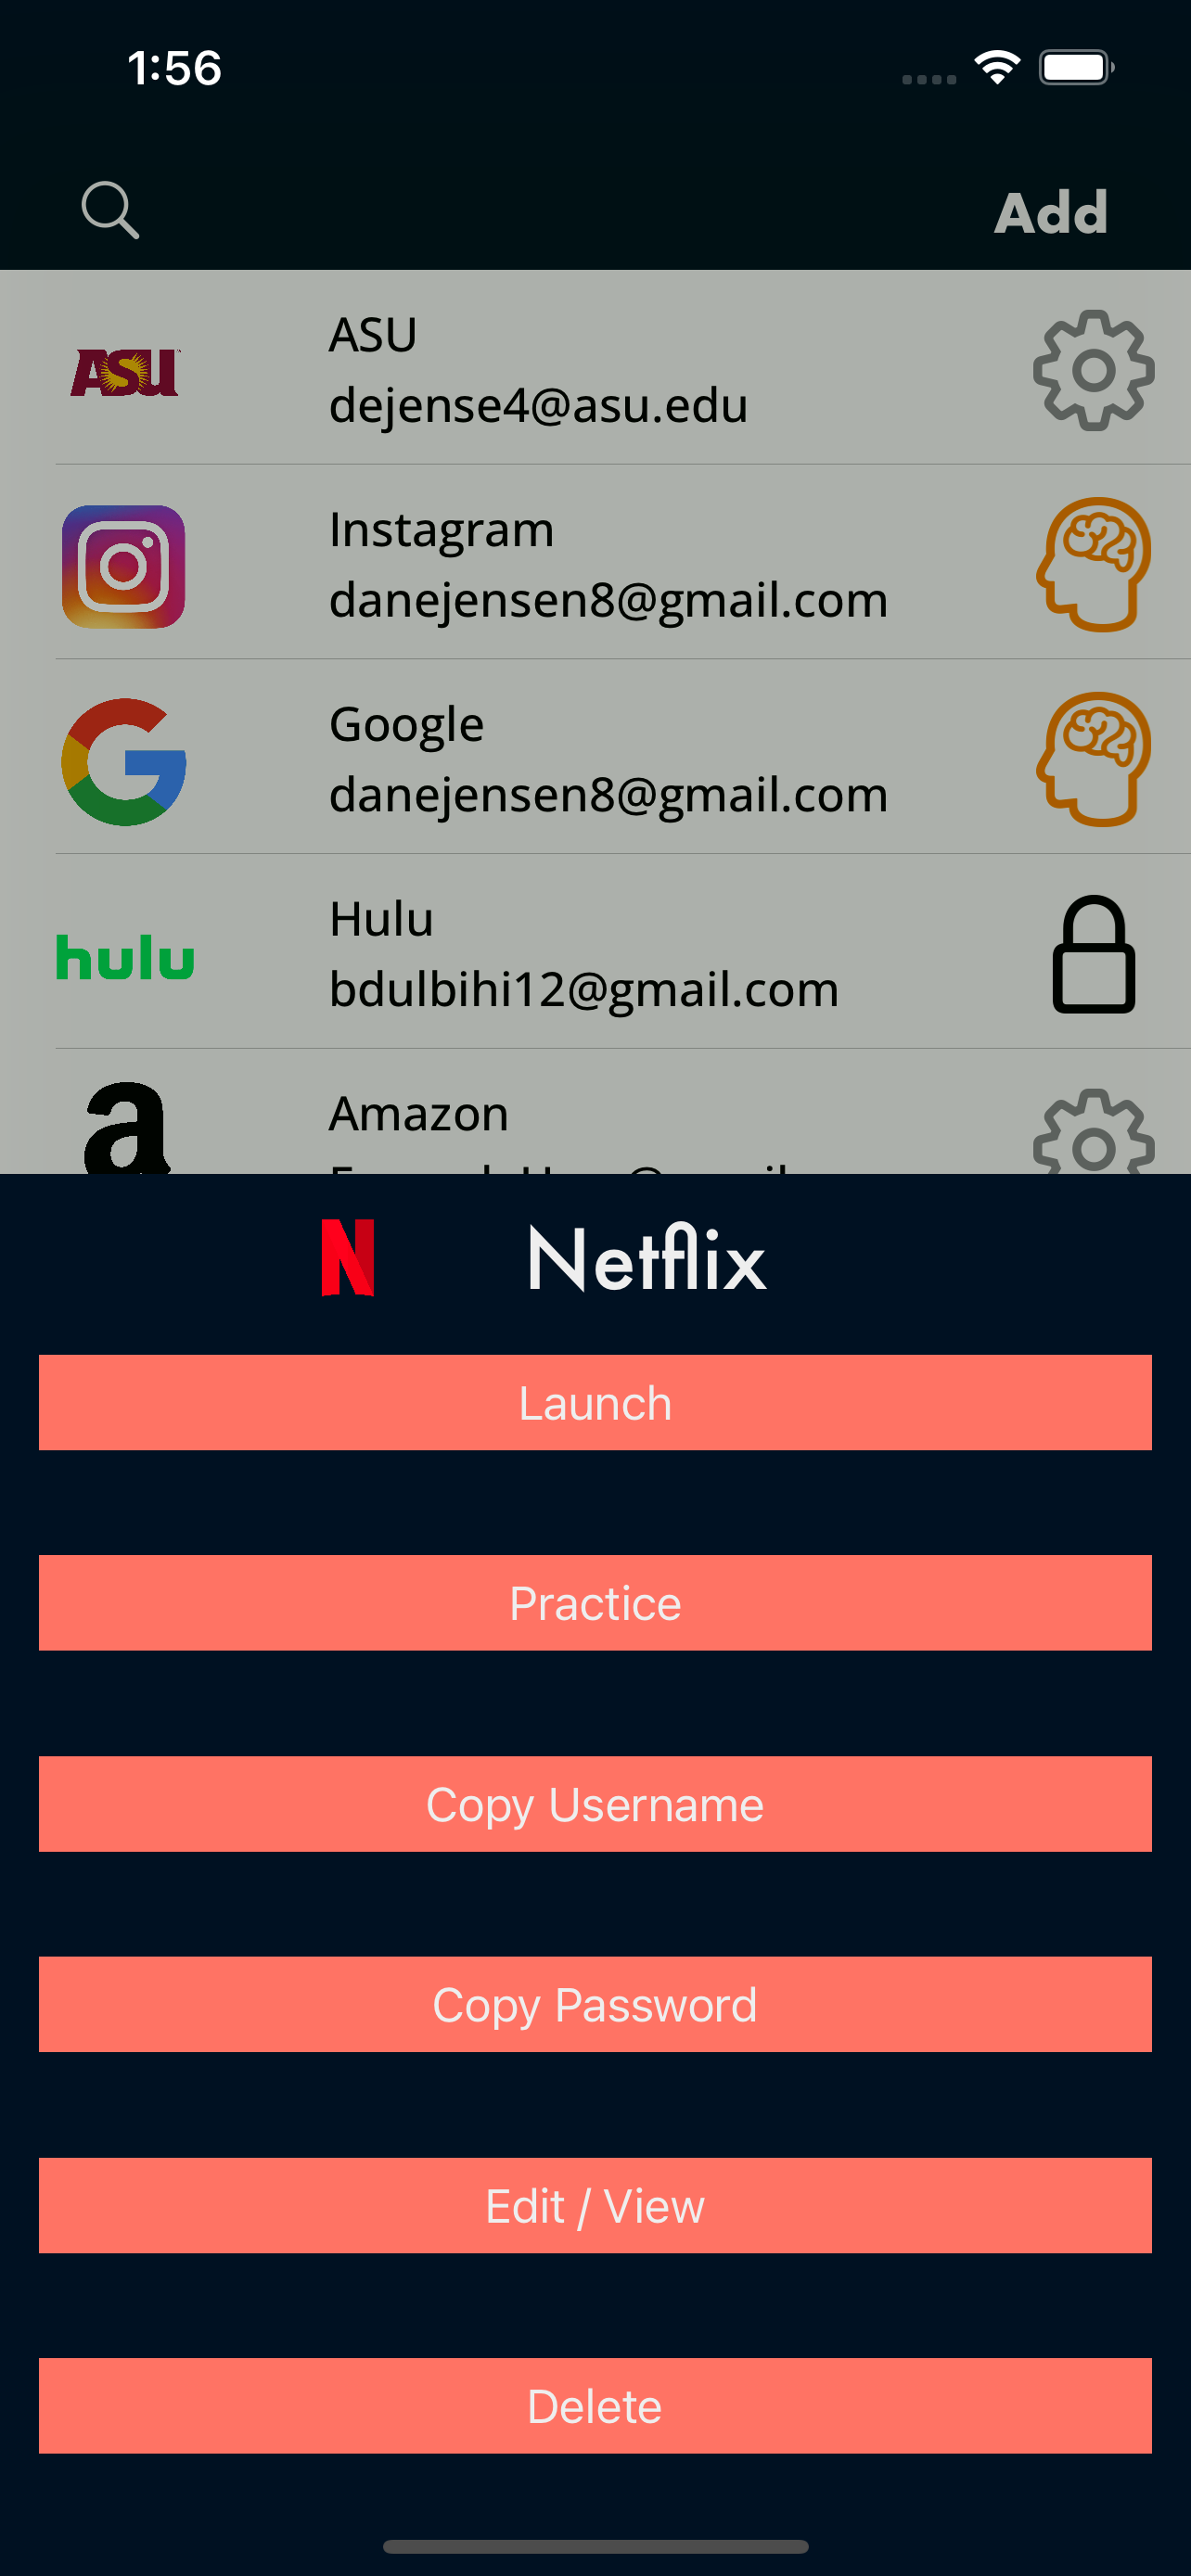 1:56
Add
ASU
ASU
dejense4@asu.edu
Instagram
danejensen8@gmail.com
Google
danejensen8@gmail.com
hulu
Hulu
bdulbihi12@gmail.com
a
Amazon
N
Netflix
Launch
Practice
Copy Username
Copy Password
Edit / View
Delete